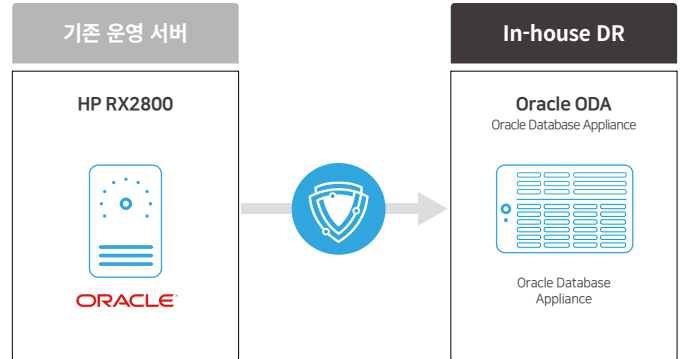 기존 운영 서버
In-house DR
HP RX2800
ORACLE
Oracle ODA
Oracle Database Appliance
Oracle Database
Appliance